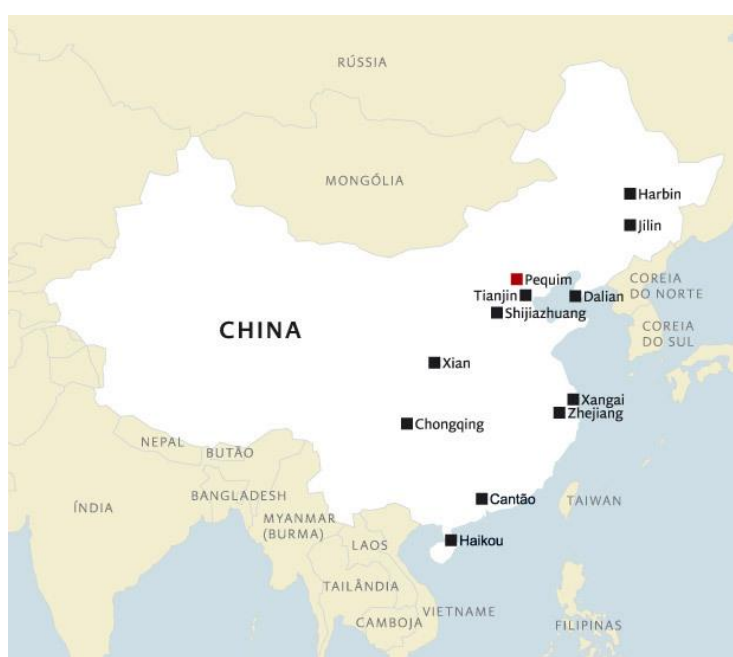 RÚSSIA
MONGÓLIA
Harbin
Jilin
Pequim
COREIA
DO NORTE
Tianjin
Dalian
Shijiazhuang
COREIA
DO SUL
CHINA
Xian
Xangai
Zhejiang
Chongqing
NEPAL
BUTÃO
BANGLADESH
Cantão
TAIWAN
ÍNDIA
MYANMAR
(BURMA)
Haikou
LAOS
TAILÂNDIA
VIETNAME
CAMBOJA
FILIPINAS